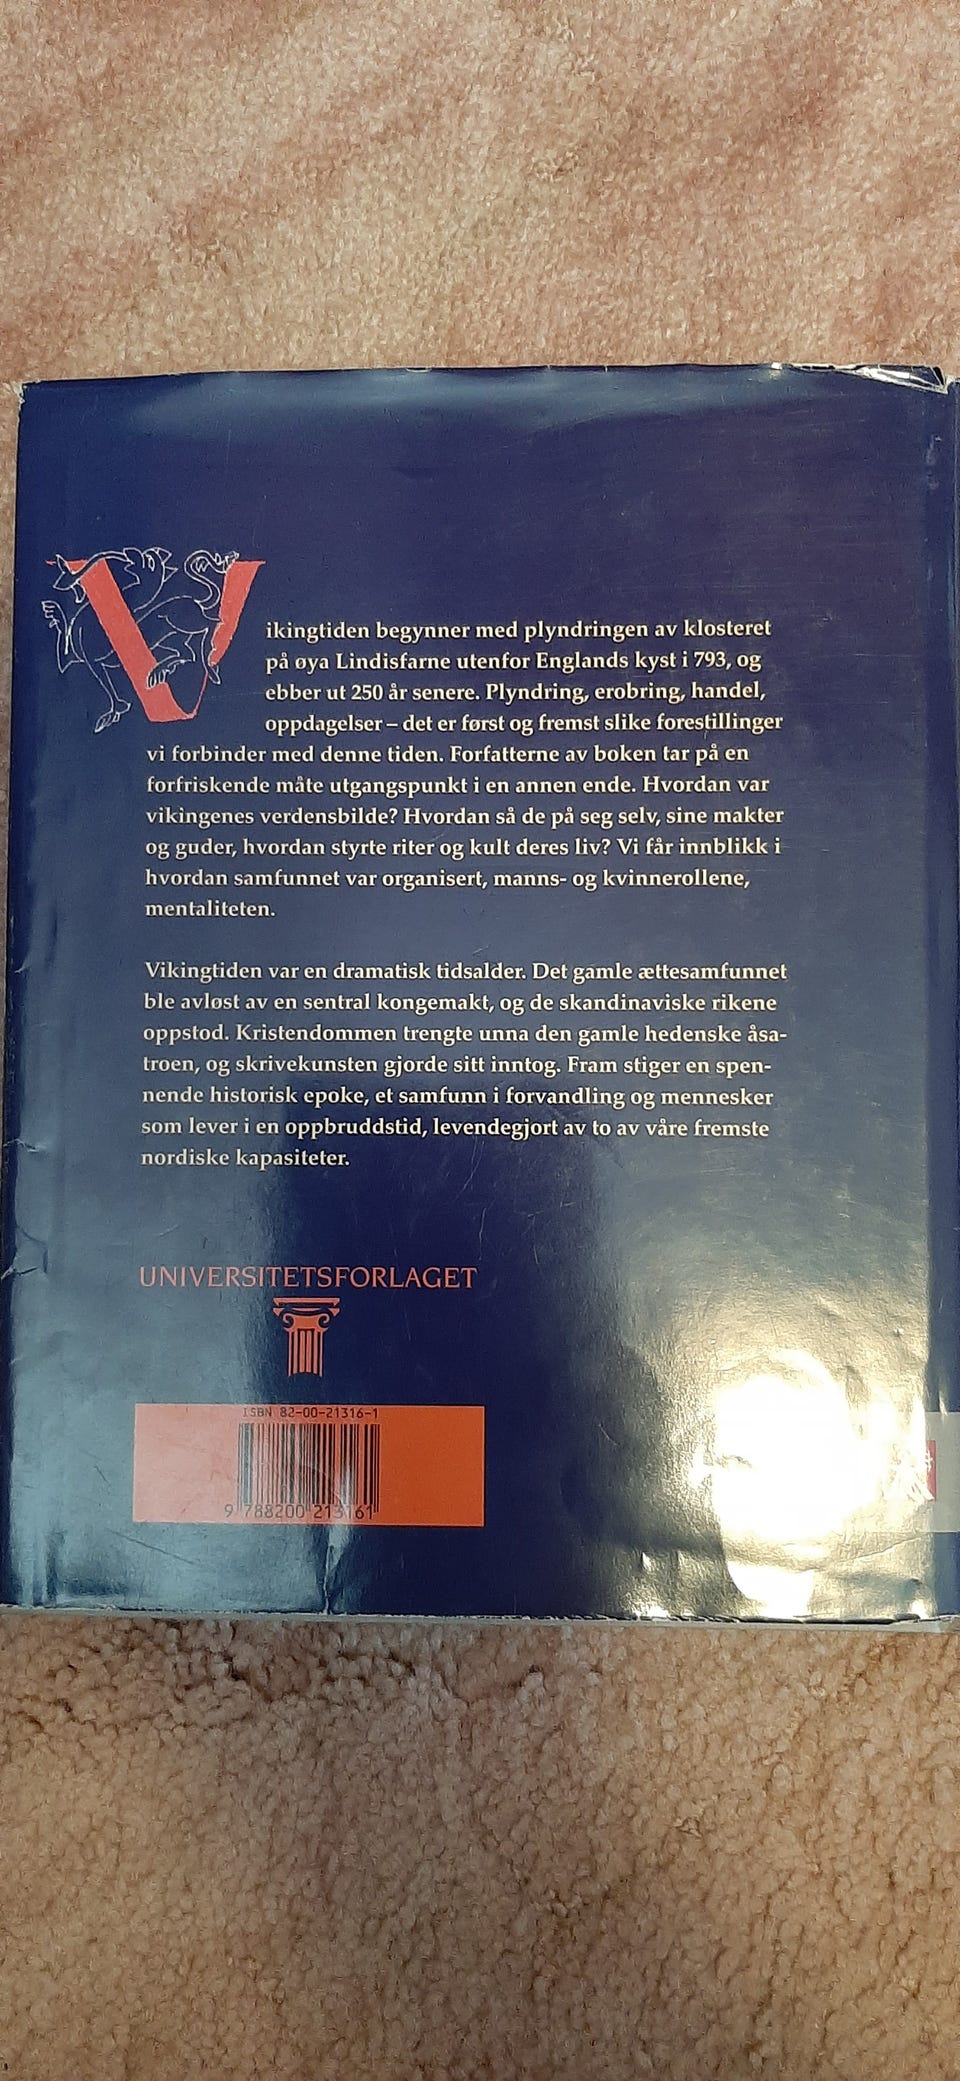 Vikingtiden begynner med plyndringen av klosteret
på øya Lindisfarne utenfor Englands kyst i 793, og
ebber ut 250 år senere. Plyndring, erobring, handel,
oppdagelser – det er først og fremst slike forestillinger
vi forbinder med denne tiden. Forfatterne av boken tar på en
forfriskende måte utgangspunkt i en annen ende. Hvordan var
vikingenes verdensbilde? Hvordan så de på seg selv, sine makter
og guder, hvordan styrte riter og kult deres liv? Vi får innblikk i
hvordan samfunnet var organisert, manns- og kvinnerollene,
mentaliteten.
Vikingtiden var en dramatisk tidsalder. Det gamle ættesamfunnet
ble avløst av en sentral kongemakt, og de skandinaviske rikene
oppstod. Kristendommen trengte unna den gamle hedenske åsa-
troen, og skrivekunsten gjorde sitt inntog. Fram stiger en spen-
nende historisk epoke, et samfunn i forvandling og mennesker
som lever i en oppbruddstid, levendegjort av to av våre fremste
nordiske kapasiteter.
UNIVERSITETSFORLAGET
ISBN 82-00-21316-1
9 788200 213161